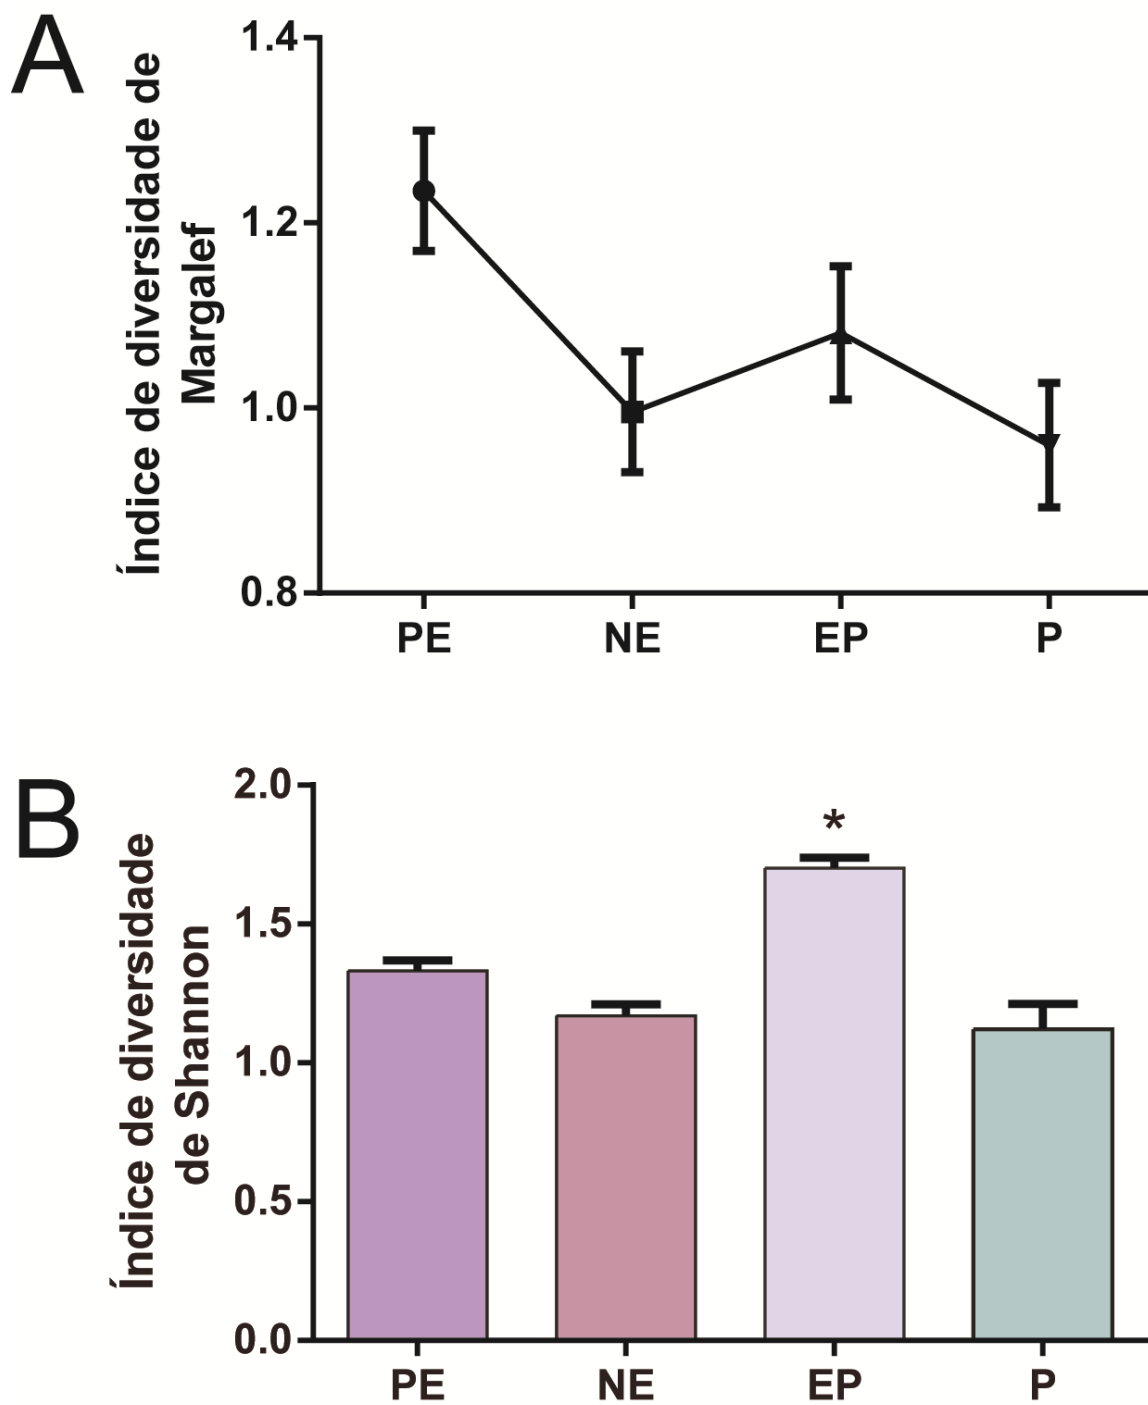 A
Índice de diversidade de
Margalef
1.4
1.2
1.0
0.8
PE NE EP P
B
Índice de diversidade
de Shannon
2.0
*
1.5
1.0
0.5
0.0
PE NE EP P